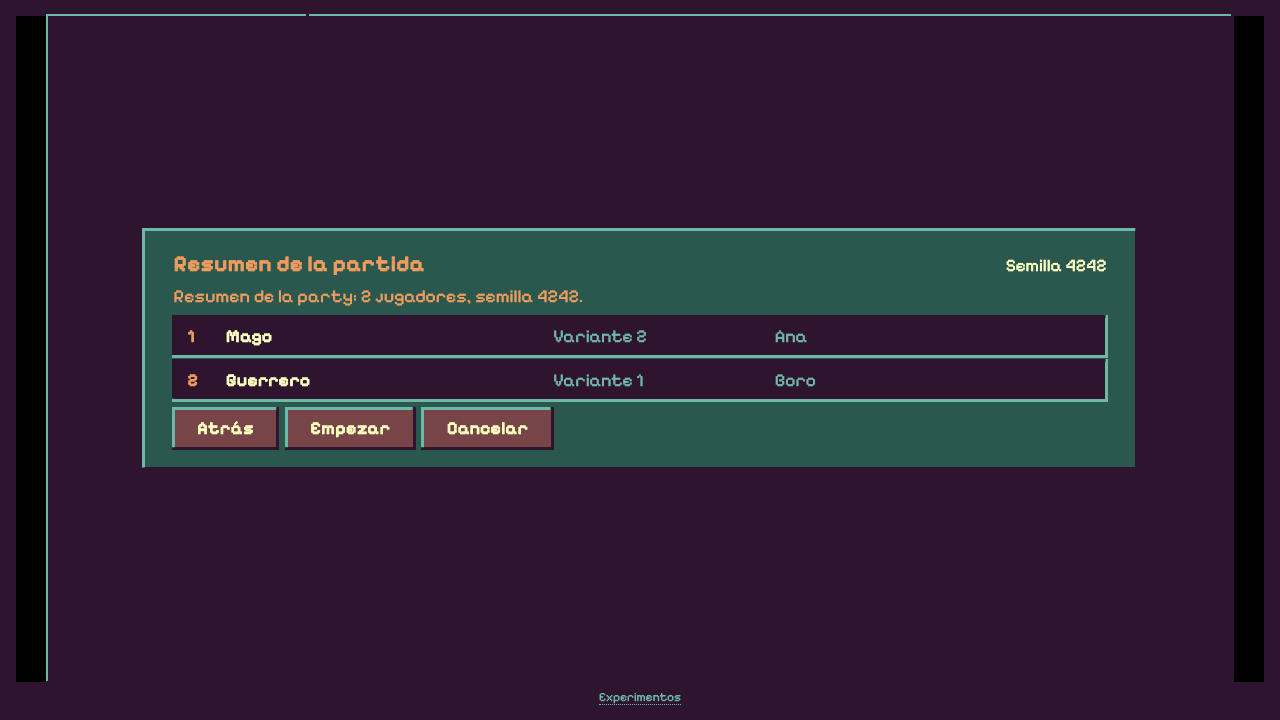 Resumen de la partida
Semilla 4242
Resumen de la party: 2 jugadores, semilla 4242.
1 Mago Variante 2 Ana
2 Guerrero Variante 1 Boro
Atrás Empezar Cancelar
Experimentos